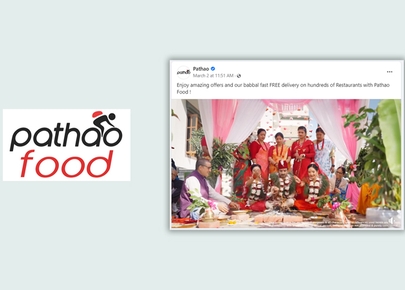 pathao
food
pathao
Pathao
March 2 at 11:51 AM
Enjoy amazing offers and our babbal fast FREE delivery on hundreds of Restaurants with Pathao
Food !